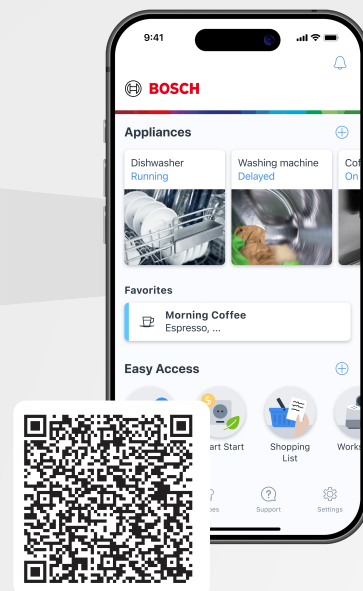 9:41
BOSCH
Appliances
Dishwasher
Running
Washing machine
Delayed
Cof
On
Favorites
Morning Coffee
Espresso, ...
Easy Access
art Start
Shopping
List
Works
es
Support
Settings